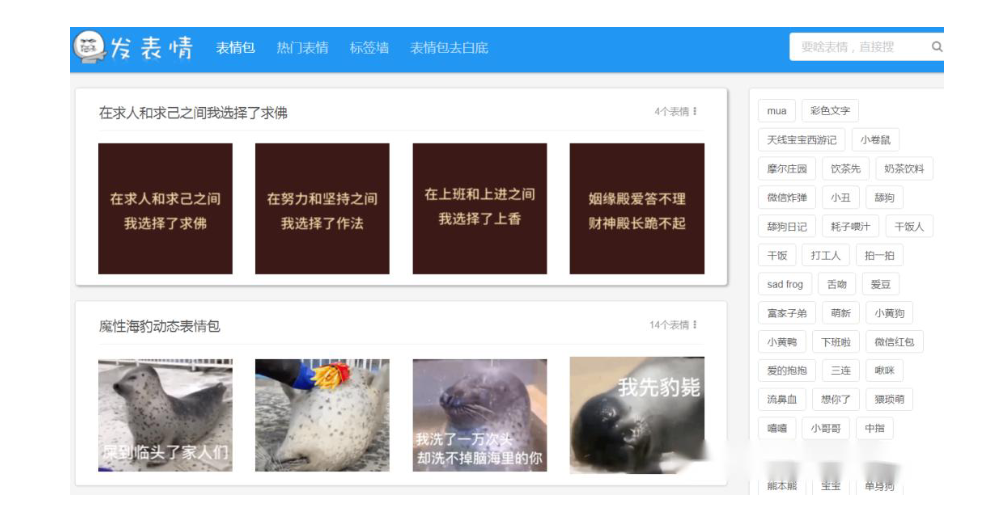 发表情 表情包 热门表情 标签墙 表情包去白底 要啥表情，直接搜
在求人和求己之间我选择了求佛 4个表情
在求人和求己之间
我选择了求佛
在努力和坚持之间
我选择了作法
在上班和上进之间
我选择了上香
姻缘殿爱答不理
财神殿长跪不起
魔性海豹动态表情包 14个表情
屎到临头了家人们
我洗了一万次头
却洗不掉脑海里的你
我先豹毙
mua 彩色文字
天线宝宝西游记 小卷鼠
摩尔庄园 饮茶先 奶茶饮料
微信炸弹 小丑 舔狗
舔狗日记 耗子喂汁 干饭人
干饭 打工人 拍一拍
sad frog 舌吻 爱豆
富家子弟 萌新 小黄狗
小黄鸭 下班啦 微信红包
爱的抱抱 三连 啾咪
流鼻血 想你了 猥琐萌
嘻嘻 小哥哥 中指
熊本熊 宝宝 单身狗